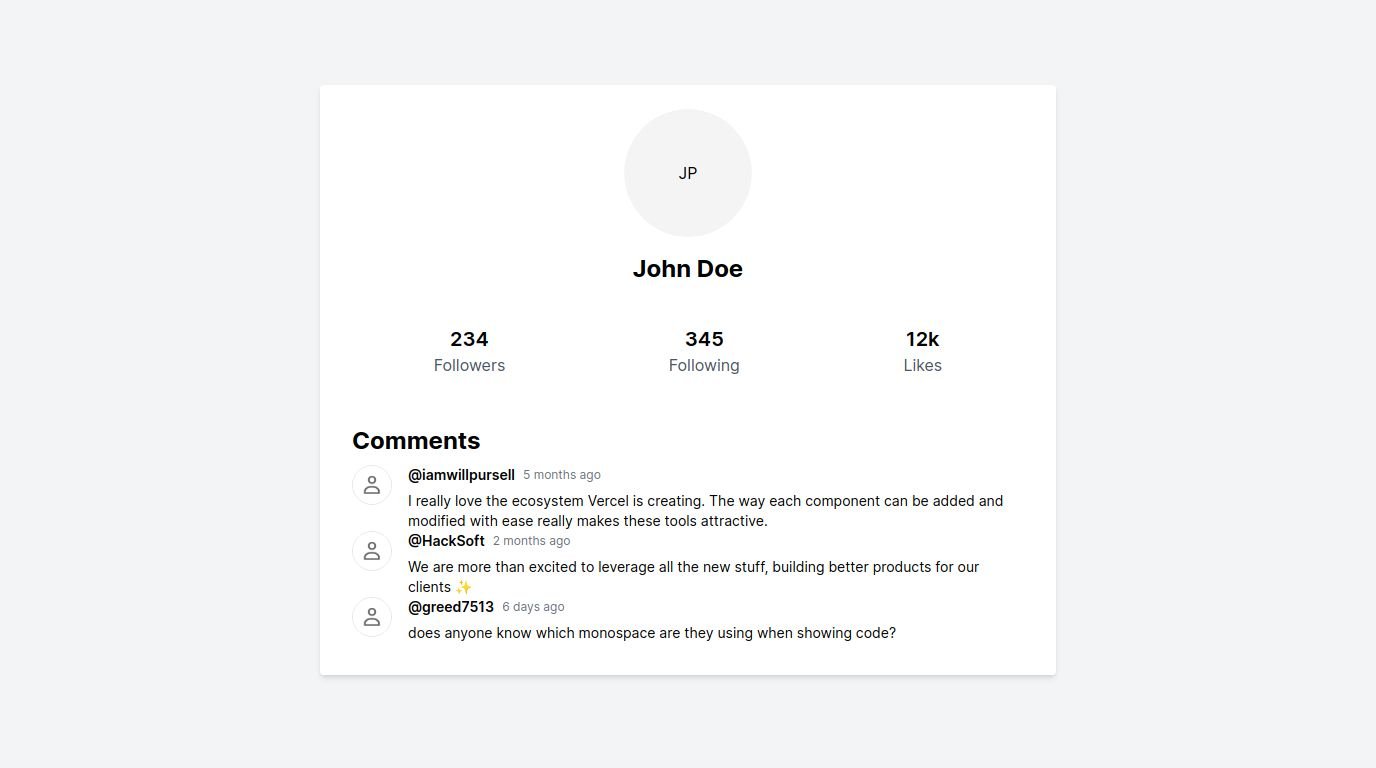 JP
John Doe
234 345 12k
Followers Following Likes
Comments
@iamwillpursell 5 months ago
I really love the ecosystem Vercel is creating. The way each component can be added and
modified with ease really makes these tools attractive.
@HackSoft 2 months ago
We are more than excited to leverage all the new stuff, building better products for our
clients ✨
@greed7513 6 days ago
does anyone know which monospace are they using when showing code?